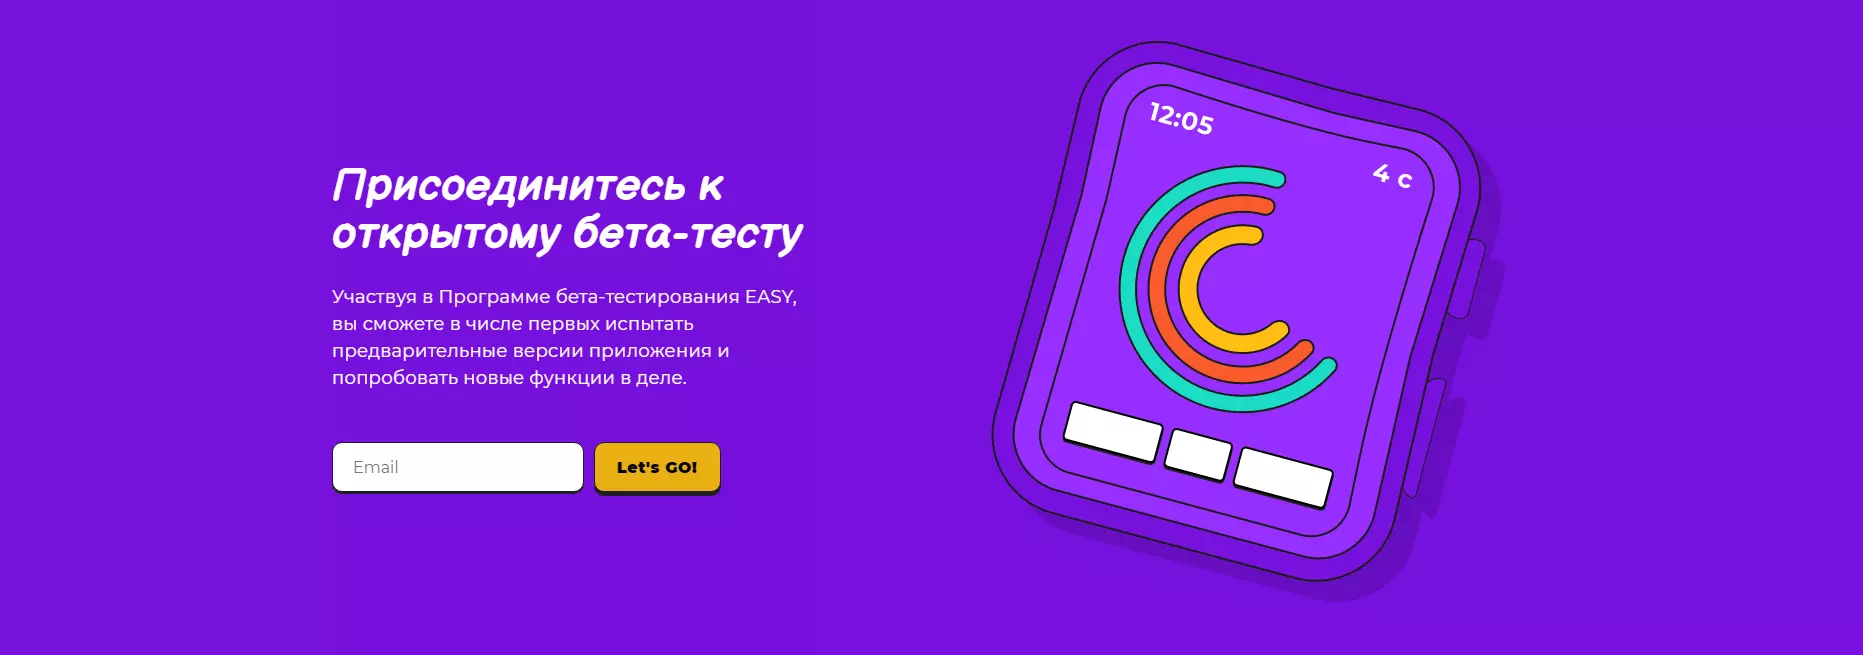 Присоединитесь к
открытому бета-тесту
Участвуя в Программе бета-тестирования EASY,
вы сможете в числе первых испытать
предварительные версии приложения и
попробовать новые функции в деле.
Email
Let's GO!
12:05
4 c